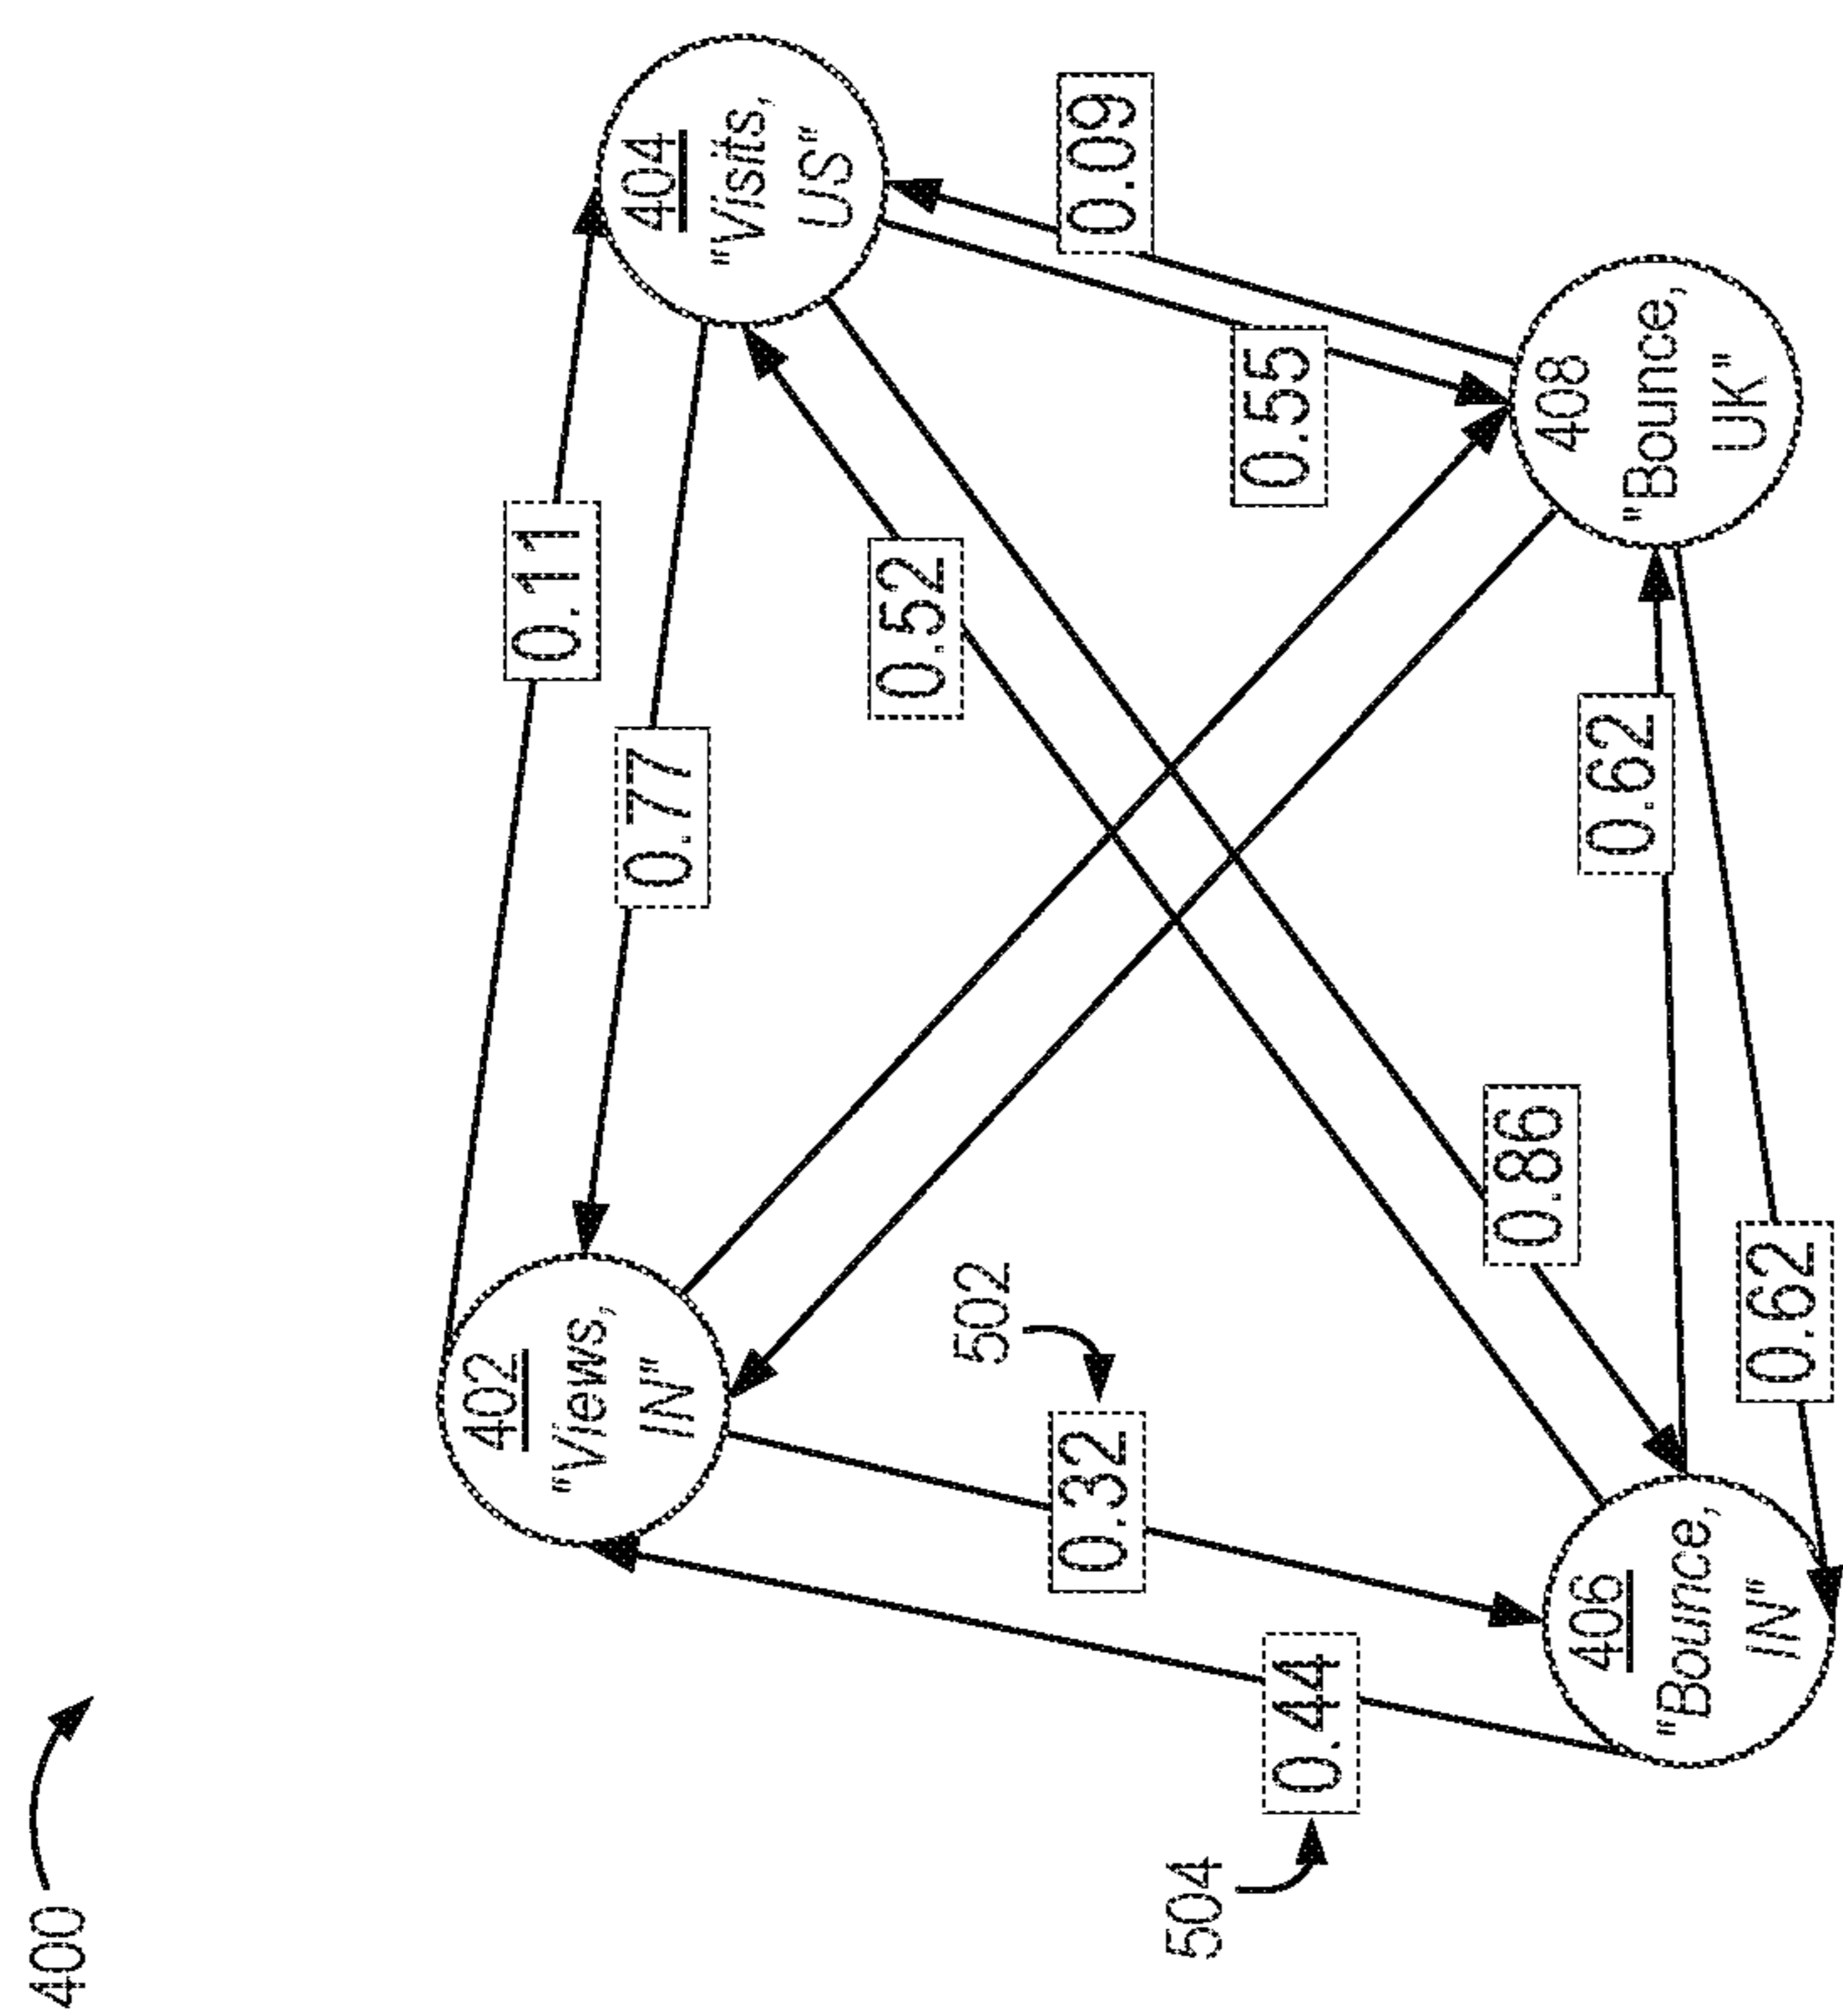 400
402
"Views,
IN"
404
"Visits,
US"
0.11
0.77
0.52
0.09
0.55
502
0.32
504
0.44
0.86
0.62
0.62
406
"Bounce,
IN"
408
"Bounce,
UK"